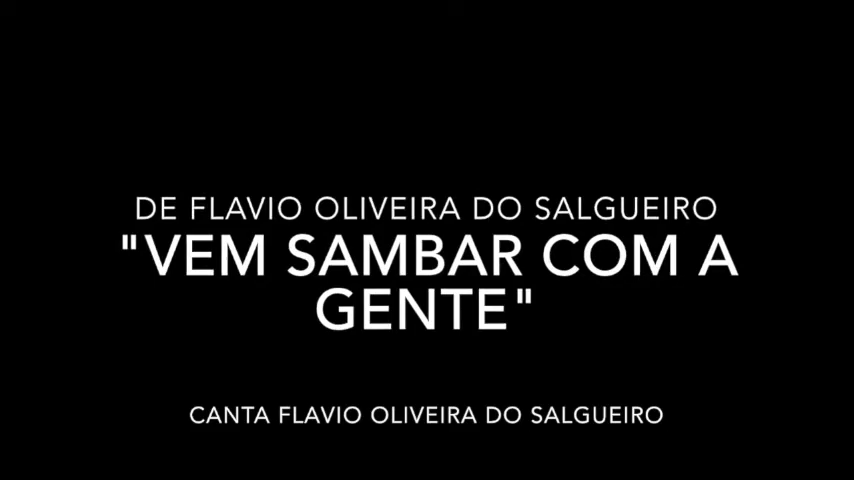 DE FLAVIO OLIVEIRA DO SALGUEIRO
"VEM SAMBAR COM A
GENTE"
CANTA FLAVIO OLIVEIRA DO SALGUEIRO